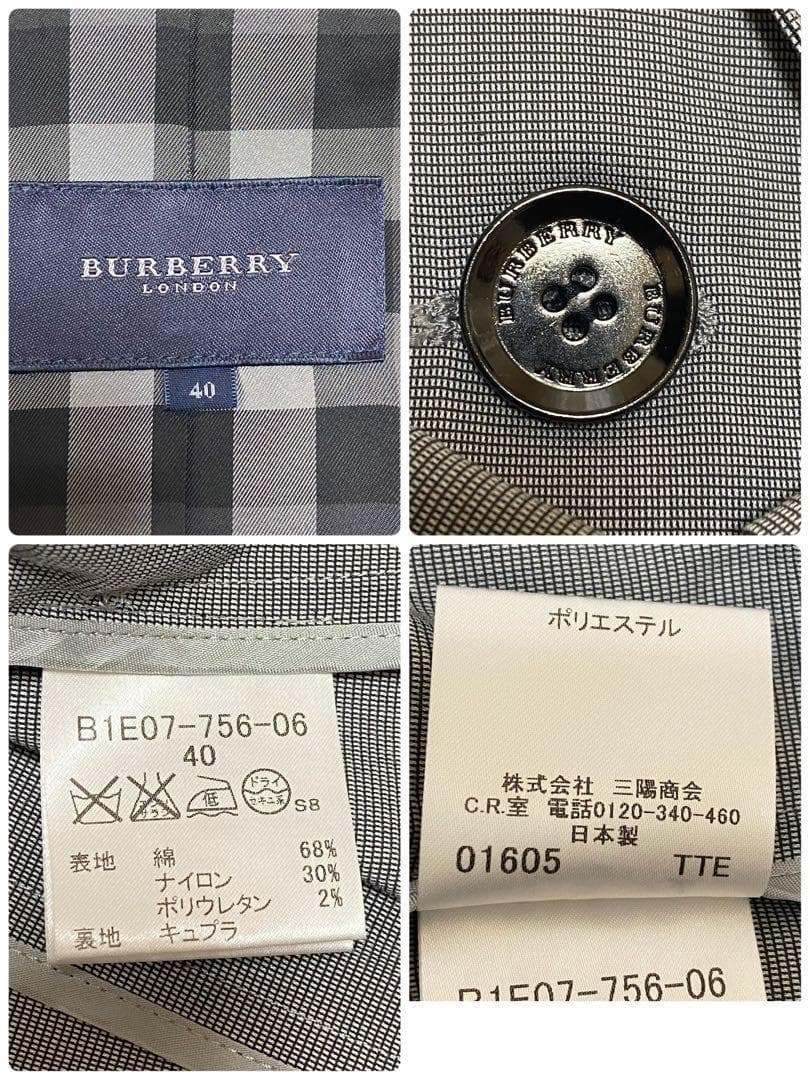 BURBERRY
LONDON
40
BURBERRY
BURBERRY
B1E07-756-06
40
サラシ
低
ドライ
セキユ系
S8
表地 綿 68%
ナイロン 30%
ポリウレタン 2%
裏地 キュプラ
ポリエステル
株式会社 三陽商会
C.R.室 電話0120-340-460
日本製
01605 TTE
B1E07-756-06